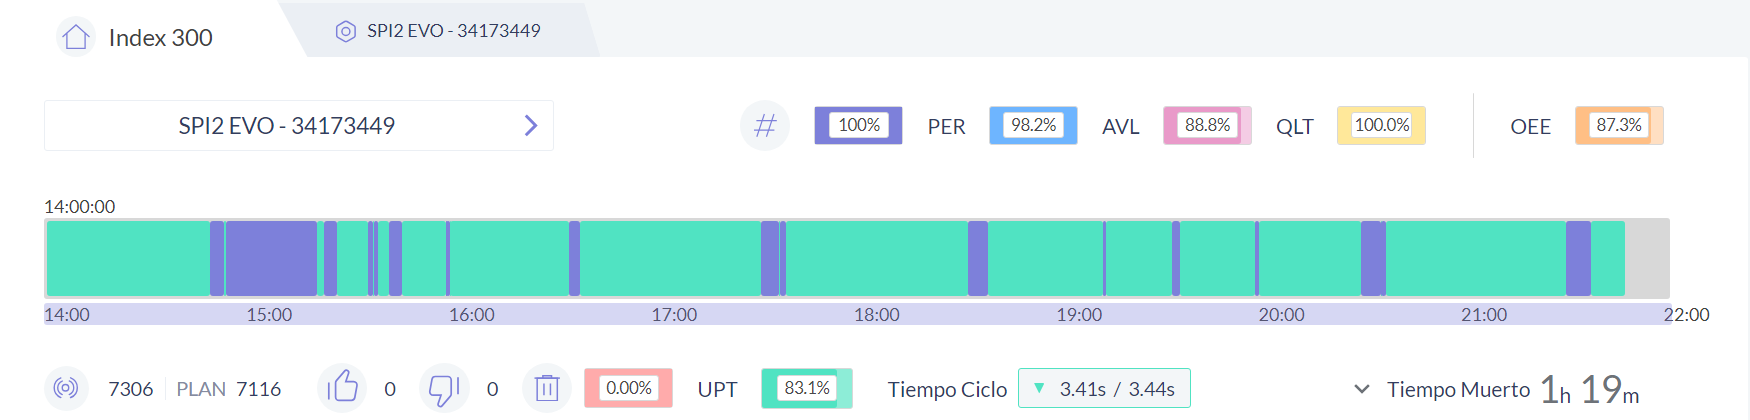 Index 300
SPI2 EVO - 34173449
SPI2 EVO - 34173449
# 100% PER 98.2% AVL 88.8% QLT 100.0% OEE 87.3%
14:00:00
14:00 15:00 16:00 17:00 18:00 19:00 20:00 21:00 22:00
7306 PLAN 7116 0 0 0.00% UPT 83.1% Tiempo Ciclo ▼ 3.41s / 3.44s Tiempo Muerto 1h 19m